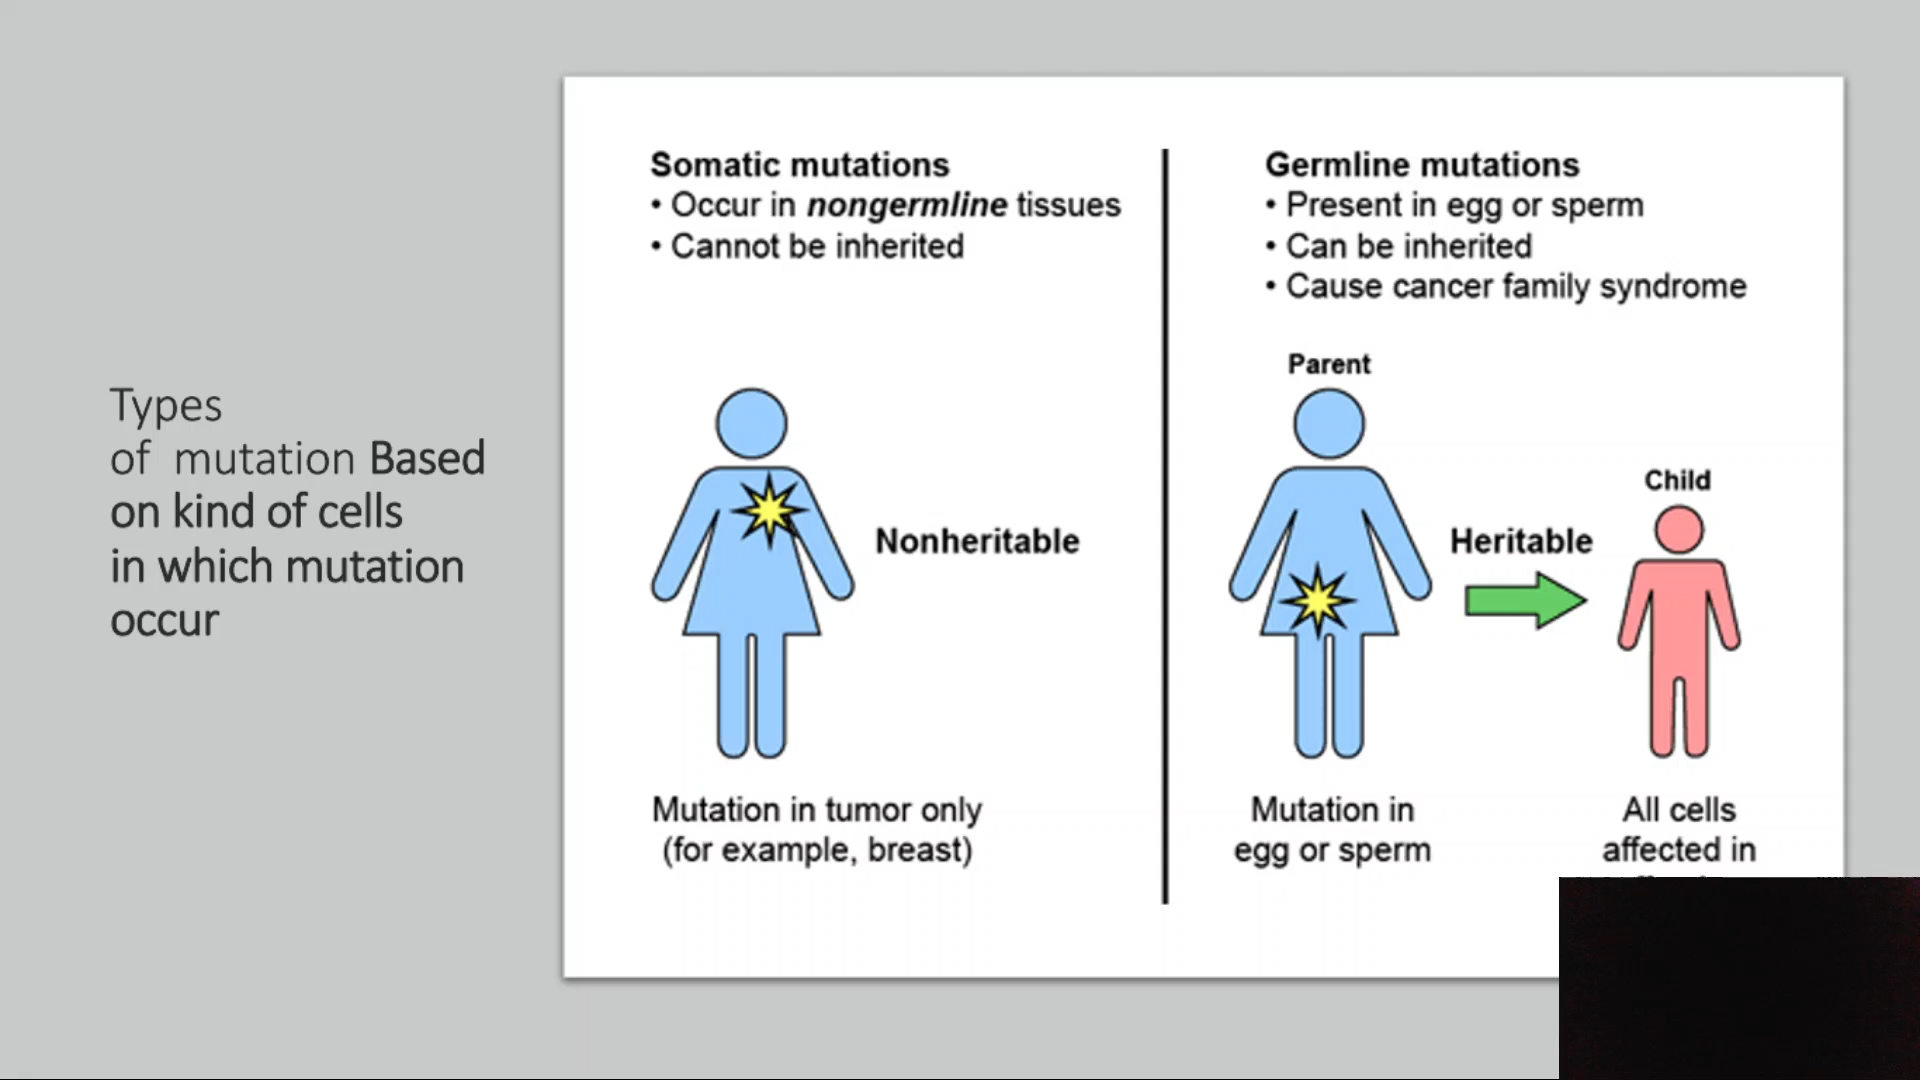 Types
of  mutation Based
on kind of cells
in which mutation
occur
Somatic mutations
• Occur in nongermline tissues
• Cannot be inherited
Nonheritable
Mutation in tumor only
(for example, breast)
Germline mutations
• Present in egg or sperm
• Can be inherited
• Cause cancer family syndrome
Parent
Child
Heritable
Mutation in
egg or sperm
All cells
affected in